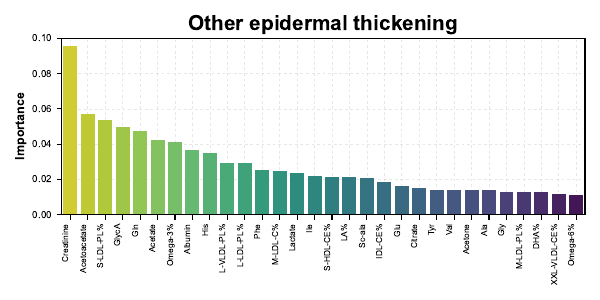 Other epidermal thickening
Importance
0.10
0.08
0.06
0.04
0.02
0.00
Creatinine
Acetoacetate
S-LDL-PL%
GlycA
Gln
Acetate
Omega-3%
Albumin
His
L-VLDL-PL%
L-LDL-PL%
Phe
M-LDL-C%
Lactate
Ile
S-HDL-CE%
LA%
Sc-ala
IDL-CE%
Glu
Citrate
Tyr
Val
Acetone
Ala
Gly
M-LDL-PL%
DHA%
XXL-VLDL-CE%
Omega-6%